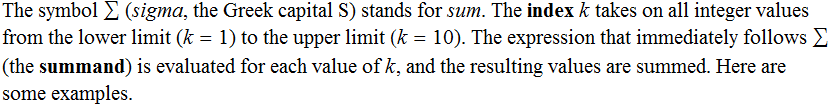 The symbol ∑ (sigma, the Greek capital S) stands for sum. The index k takes on all integer values
from the lower limit (k = 1) to the upper limit (k = 10). The expression that immediately follows ∑
(the summand) is evaluated for each value of k, and the resulting values are summed. Here are
some examples.